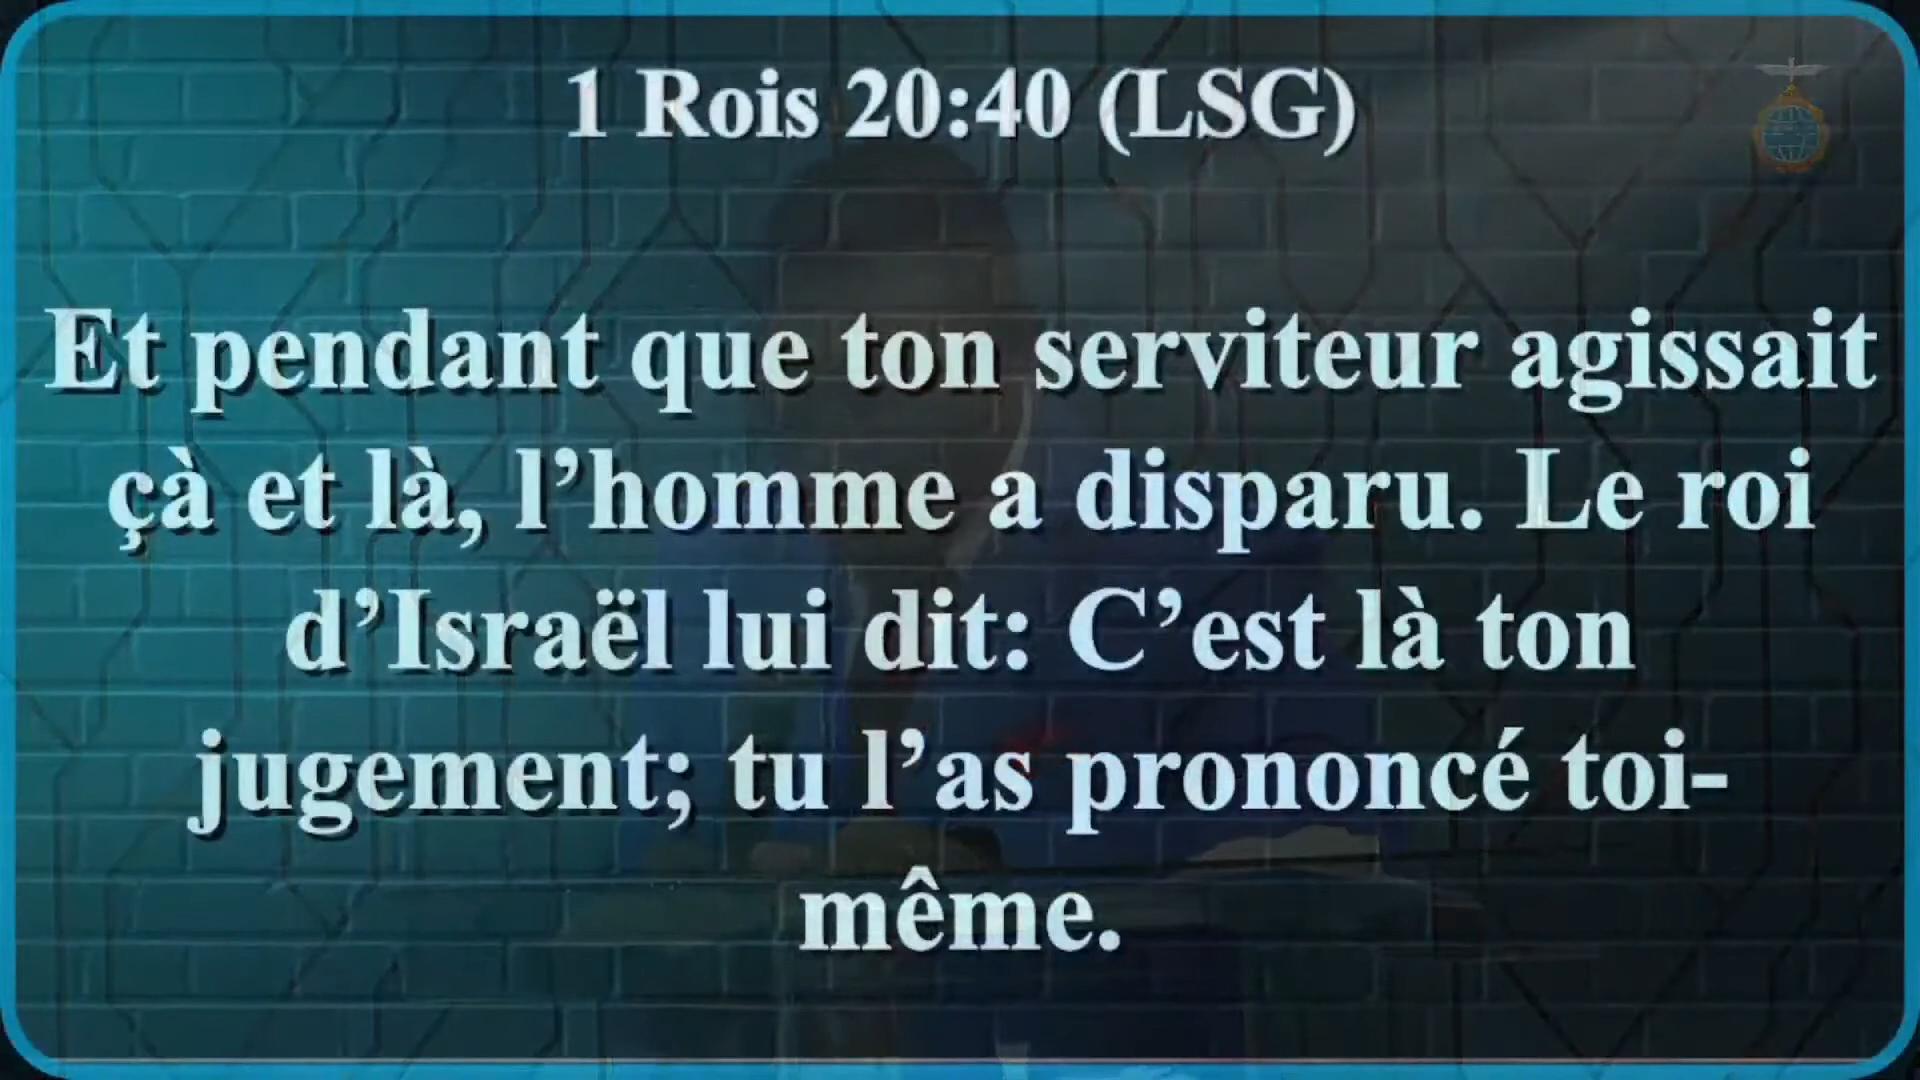 1 Rois 20:40 (LSG)
Et pendant que ton serviteur agissait
çà et là, l’homme a disparu. Le roi
d’Israël lui dit: C’est là ton
jugement; tu l’as prononcé toi-
même.